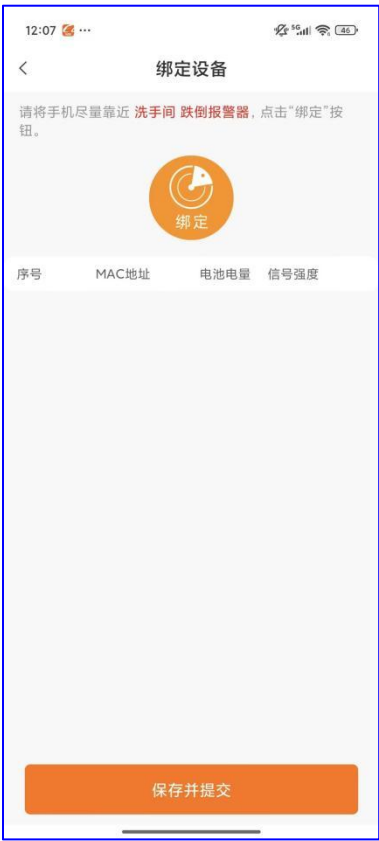 12:07 ...
5G 46
绑定设备
请将手机尽量靠近 洗手间 跌倒报警器, 点击“绑定”按
钮。
绑定
序号 MAC地址 电池电量 信号强度
保存并提交